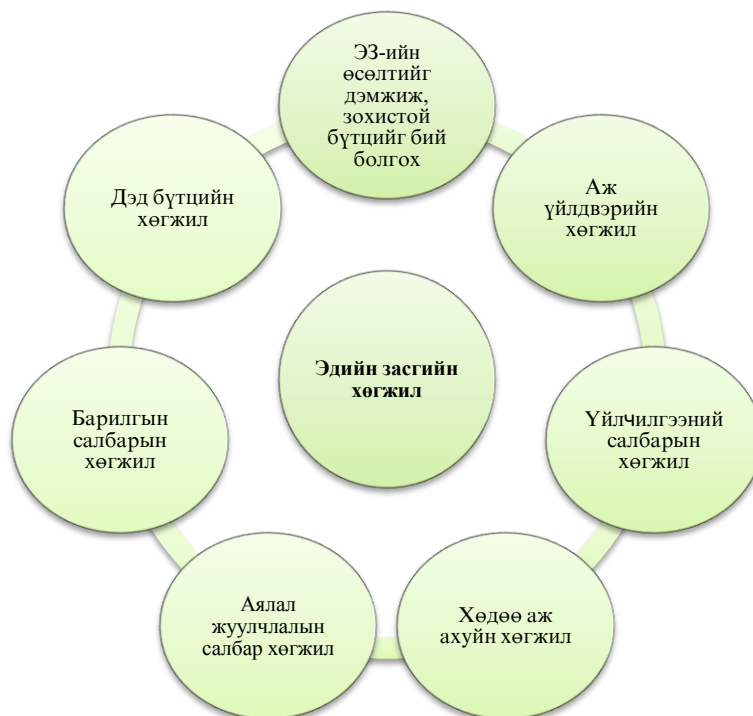 ЭЗ-ийн
өсөлтийг
дэмжиж,
зохистой
бүтцийг бий
болгох
Аж
үйлдвэрийн
хөгжил
Үйлчилгээний
салбарын
хөгжил
Хөдөө аж
ахуйн хөгжил
Аялал
жуулчлалын
салбар хөгжил
Барилгын
салбарын
хөгжил
Дэд бүтцийн
хөгжил
Эдийн засгийн
хөгжил